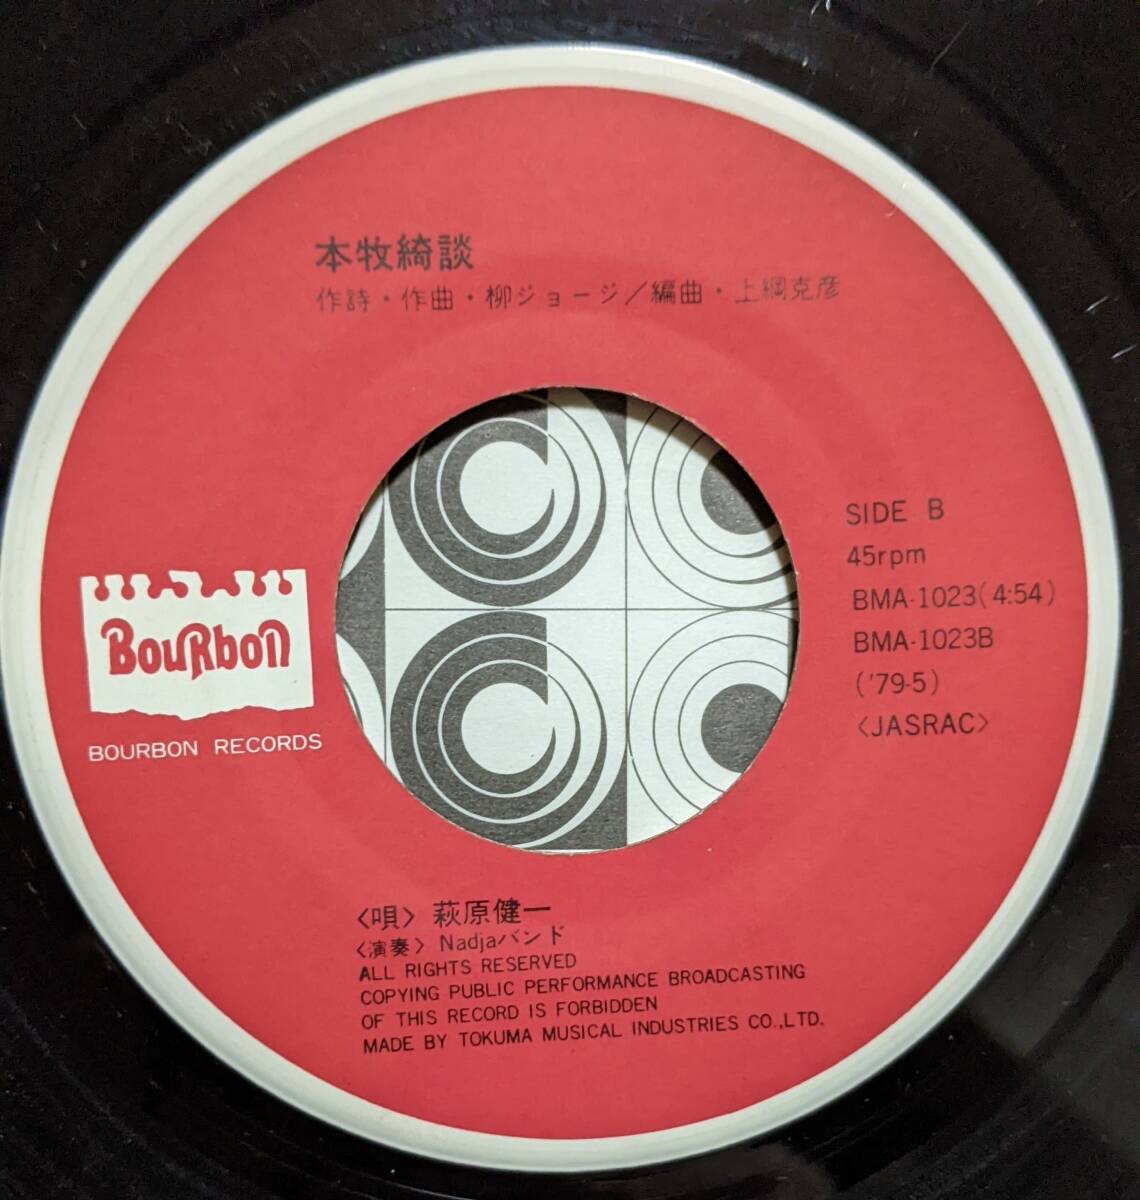 本牧綺談
作詩・作曲・柳ジョージ／編曲・上綱克彦
SIDE B
45rpm
BMA-1023(4:54)
BMA-1023B
('79-5)
〈JASRAC〉
BouRbon
BOURBON RECORDS
〈唄〉 萩原健一
〈演奏〉 Nadjaバンド
ALL RIGHTS RESERVED
COPYING PUBLIC PERFORMANCE BROADCASTING
OF THIS RECORD IS FORBIDDEN
MADE BY TOKUMA MUSICAL INDUSTRIES CO.,LTD.